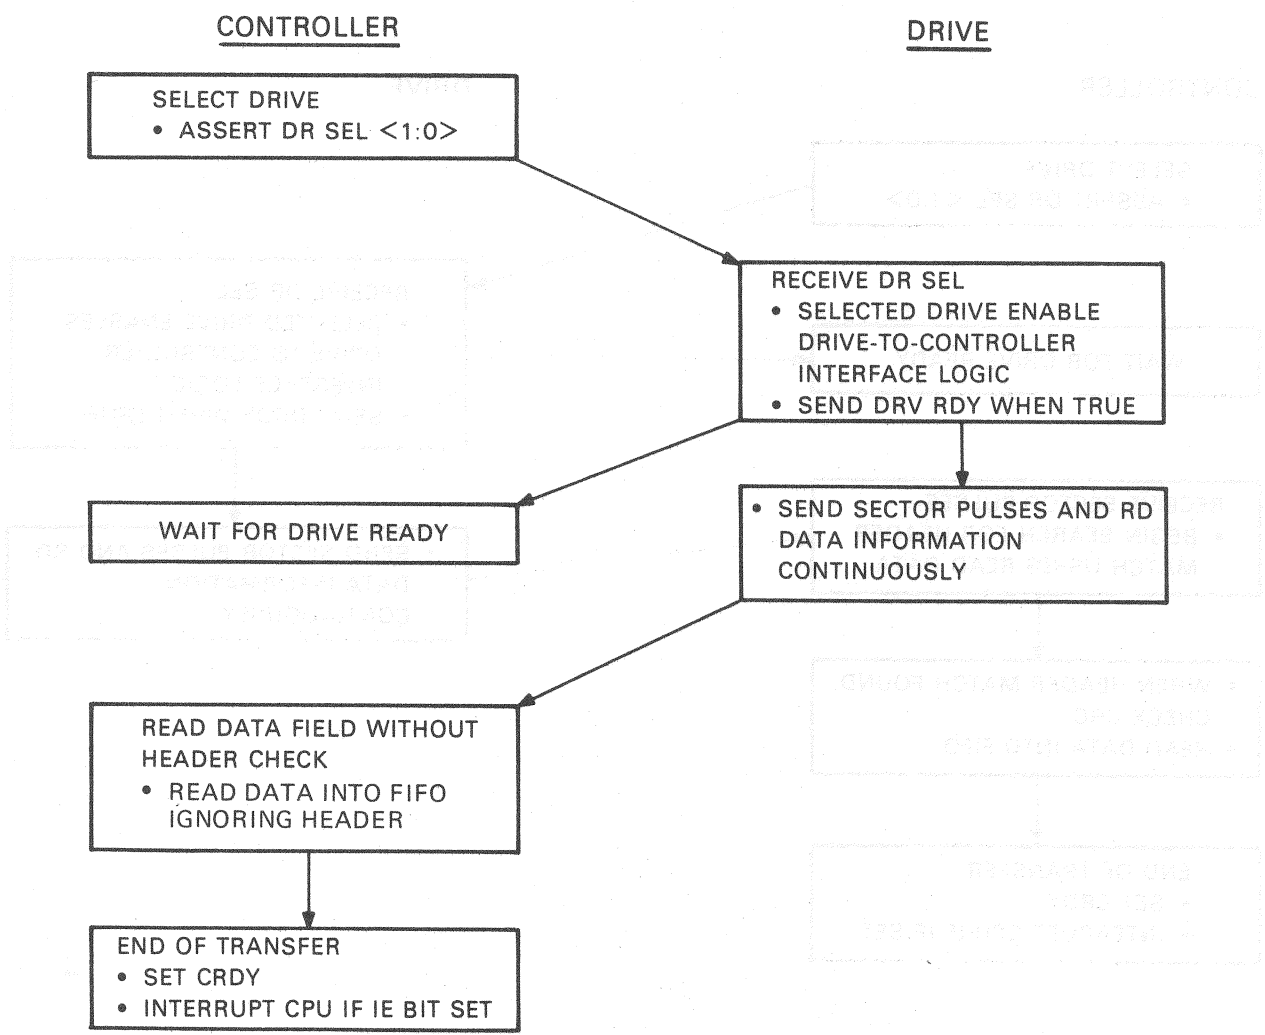 CONTROLLER
DRIVE
SELECT DRIVE
• ASSERT DR SEL <1:0>
RECEIVE DR SEL
• SELECTED DRIVE ENABLE
DRIVE-TO-CONTROLLER
INTERFACE LOGIC
• SEND DRV RDY WHEN TRUE
WAIT FOR DRIVE READY
• SEND SECTOR PULSES AND RD
DATA INFORMATION
CONTINUOUSLY
READ DATA FIELD WITHOUT
HEADER CHECK
• READ DATA INTO FIFO
IGNORING HEADER
END OF TRANSFER
• SET CRDY
• INTERRUPT CPU IF IE BIT SET